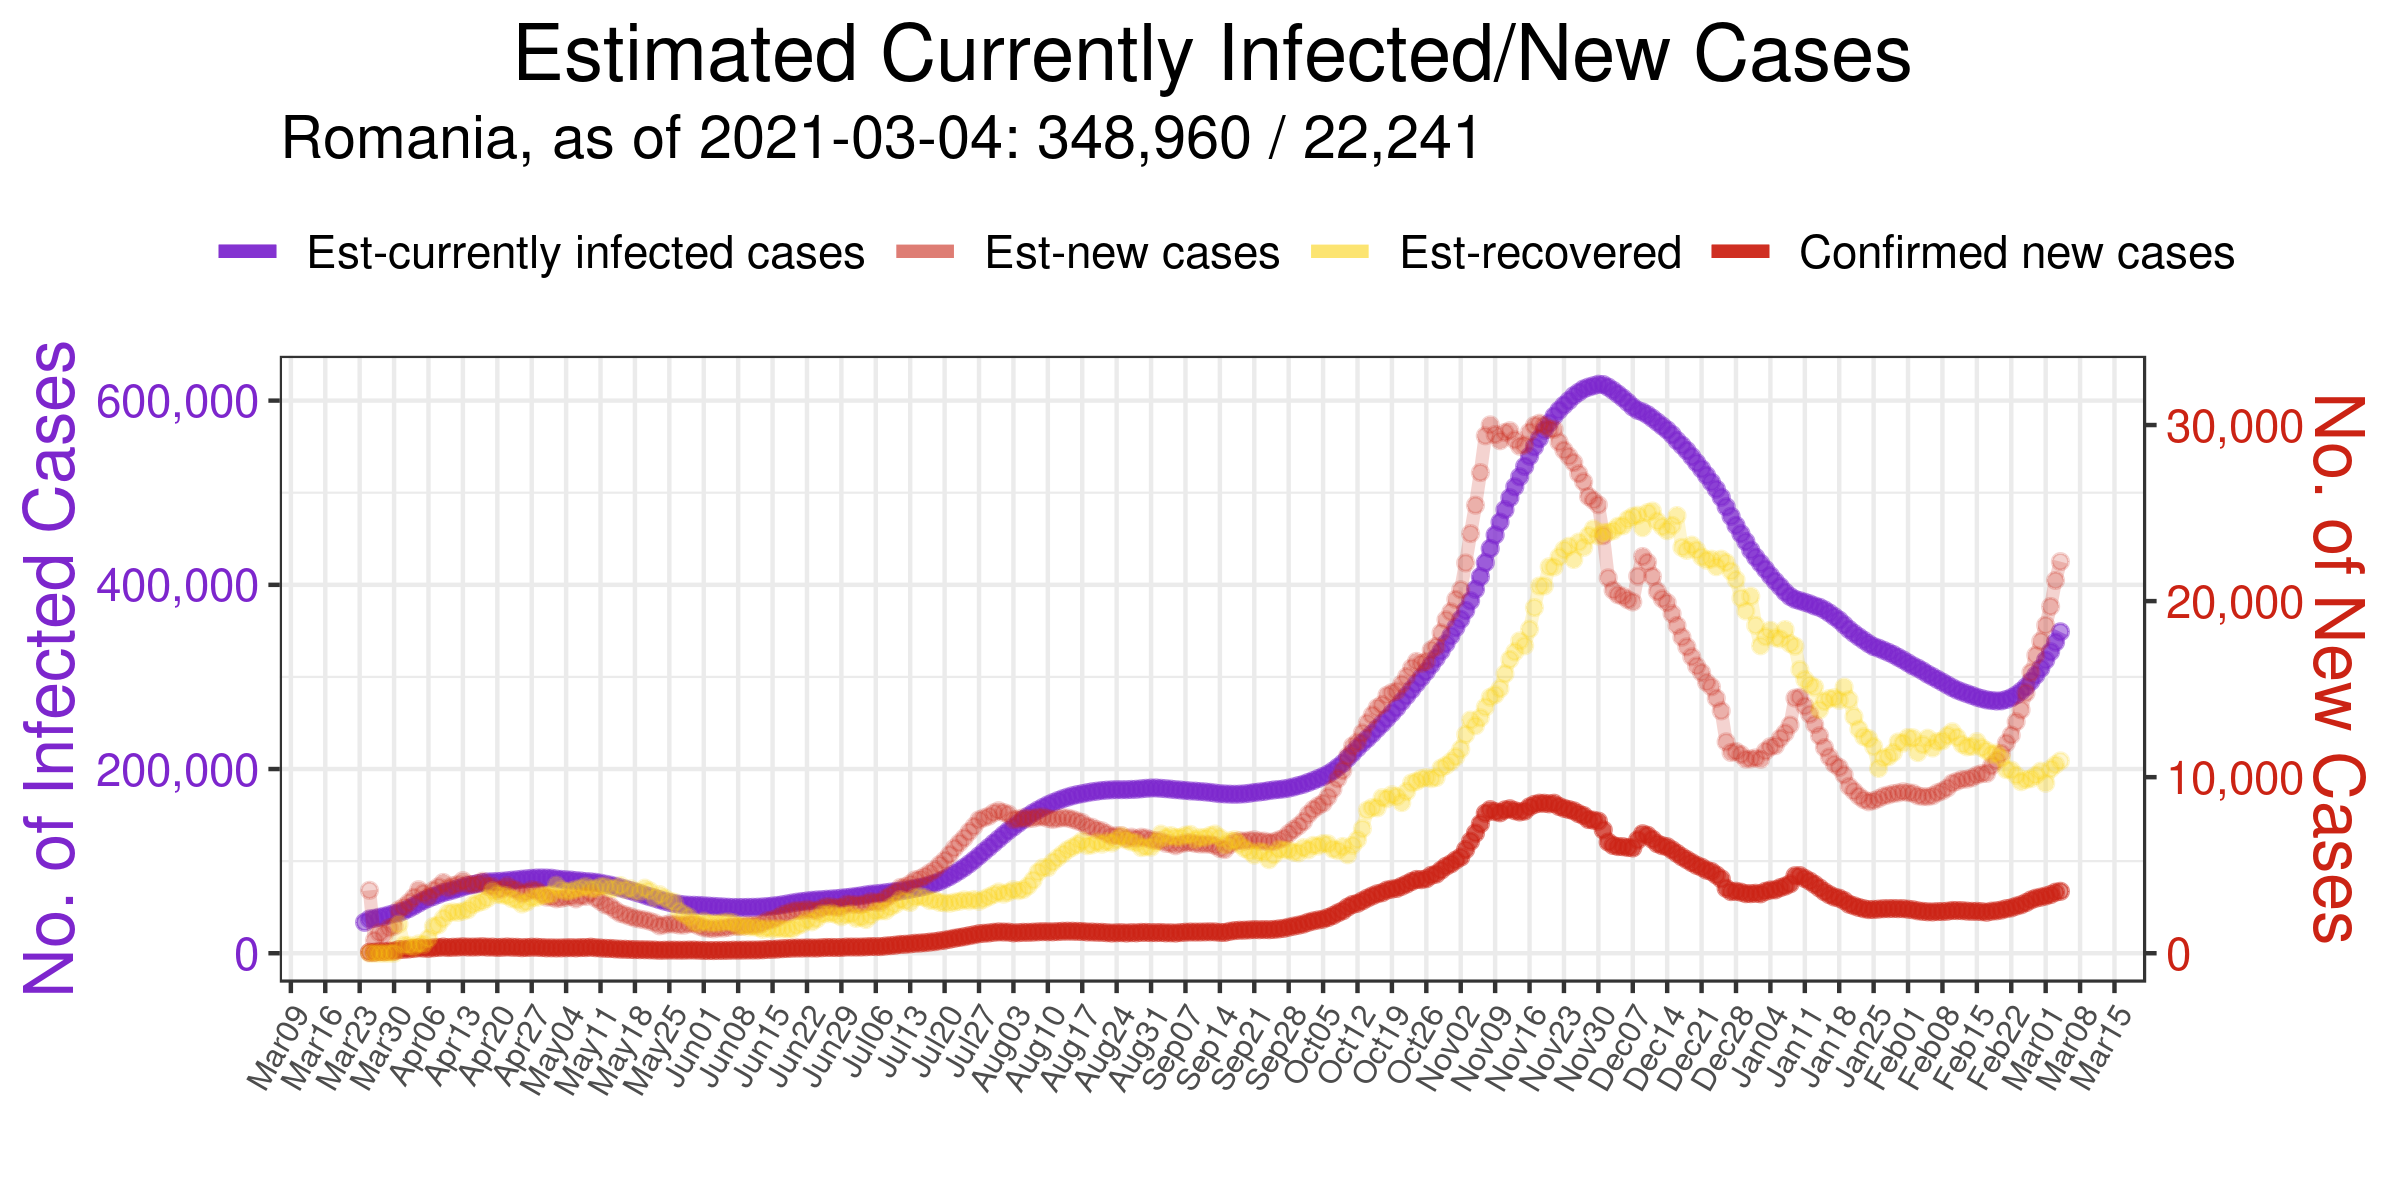 Estimated Currently Infected/New Cases
Romania, as of 2021-03-04: 348,960 / 22,241
Est-currently infected cases
Est-new cases
Est-recovered
Confirmed new cases
No. of Infected Cases
600,000
400,000
200,000
0
30,000
20,000
10,000
0
No. of New Cases
Mar09
Mar16
Mar23
Mar30
Apr06
Apr13
Apr20
Apr27
May04
May11
May18
May25
Jun01
Jun08
Jun15
Jun22
Jun29
Jul06
Jul13
Jul20
Jul27
Aug03
Aug10
Aug17
Aug24
Aug31
Sep07
Sep14
Sep21
Sep28
Oct05
Oct12
Oct19
Oct26
Nov02
Nov09
Nov16
Nov23
Nov30
Dec07
Dec14
Dec21
Dec28
Jan04
Jan11
Jan18
Jan25
Feb01
Feb08
Feb15
Feb22
Mar01
Mar08
Mar15